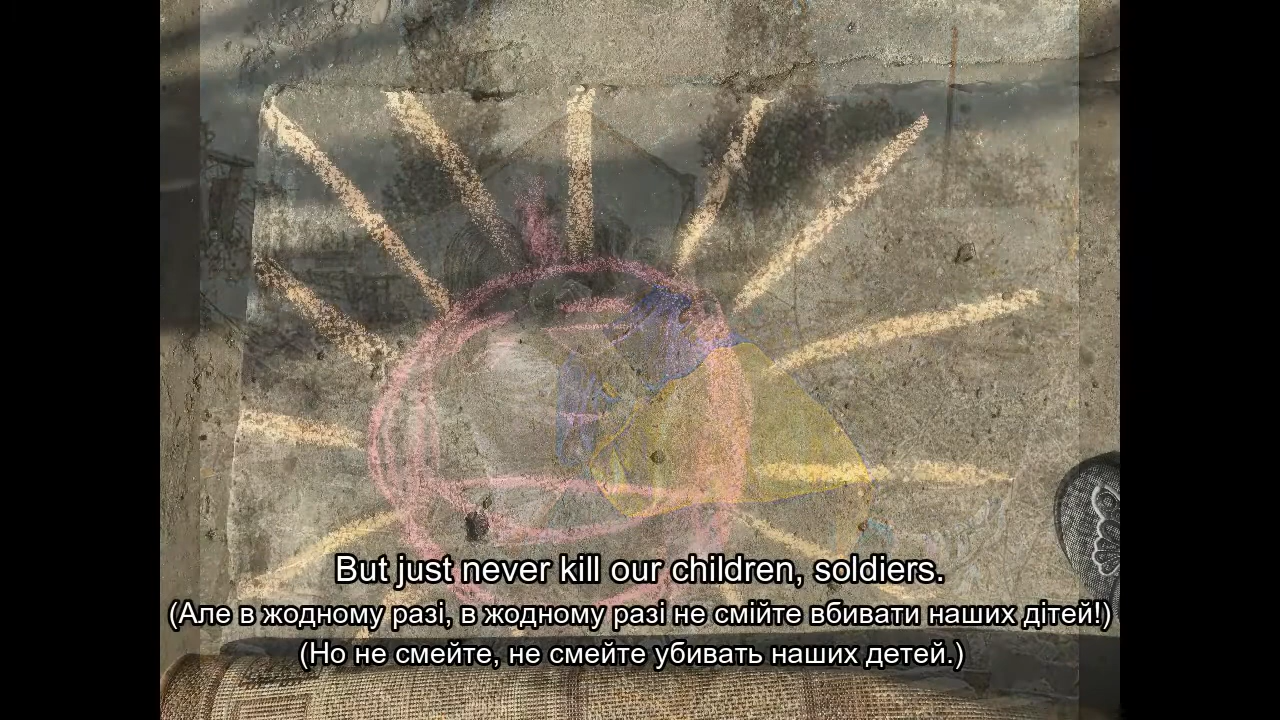 But just never kill our children, soldiers.
(Але в жодному разі, в жодному разі не смійте вбивати наших дітей!)
(Но не смейте, не смейте убивать наших детей.)